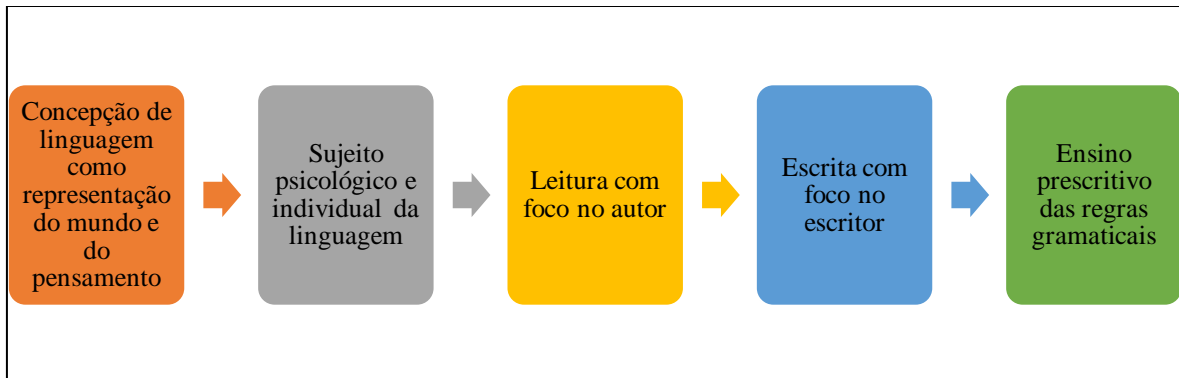 Concepção de
linguagem
como
representação
do mundo e
do
pensamento
Sujeito
psicológico e
individual da
linguagem
Leitura com
foco no autor
Escrita com
foco no
escritor
Ensino
prescritivo
das regras
gramaticais